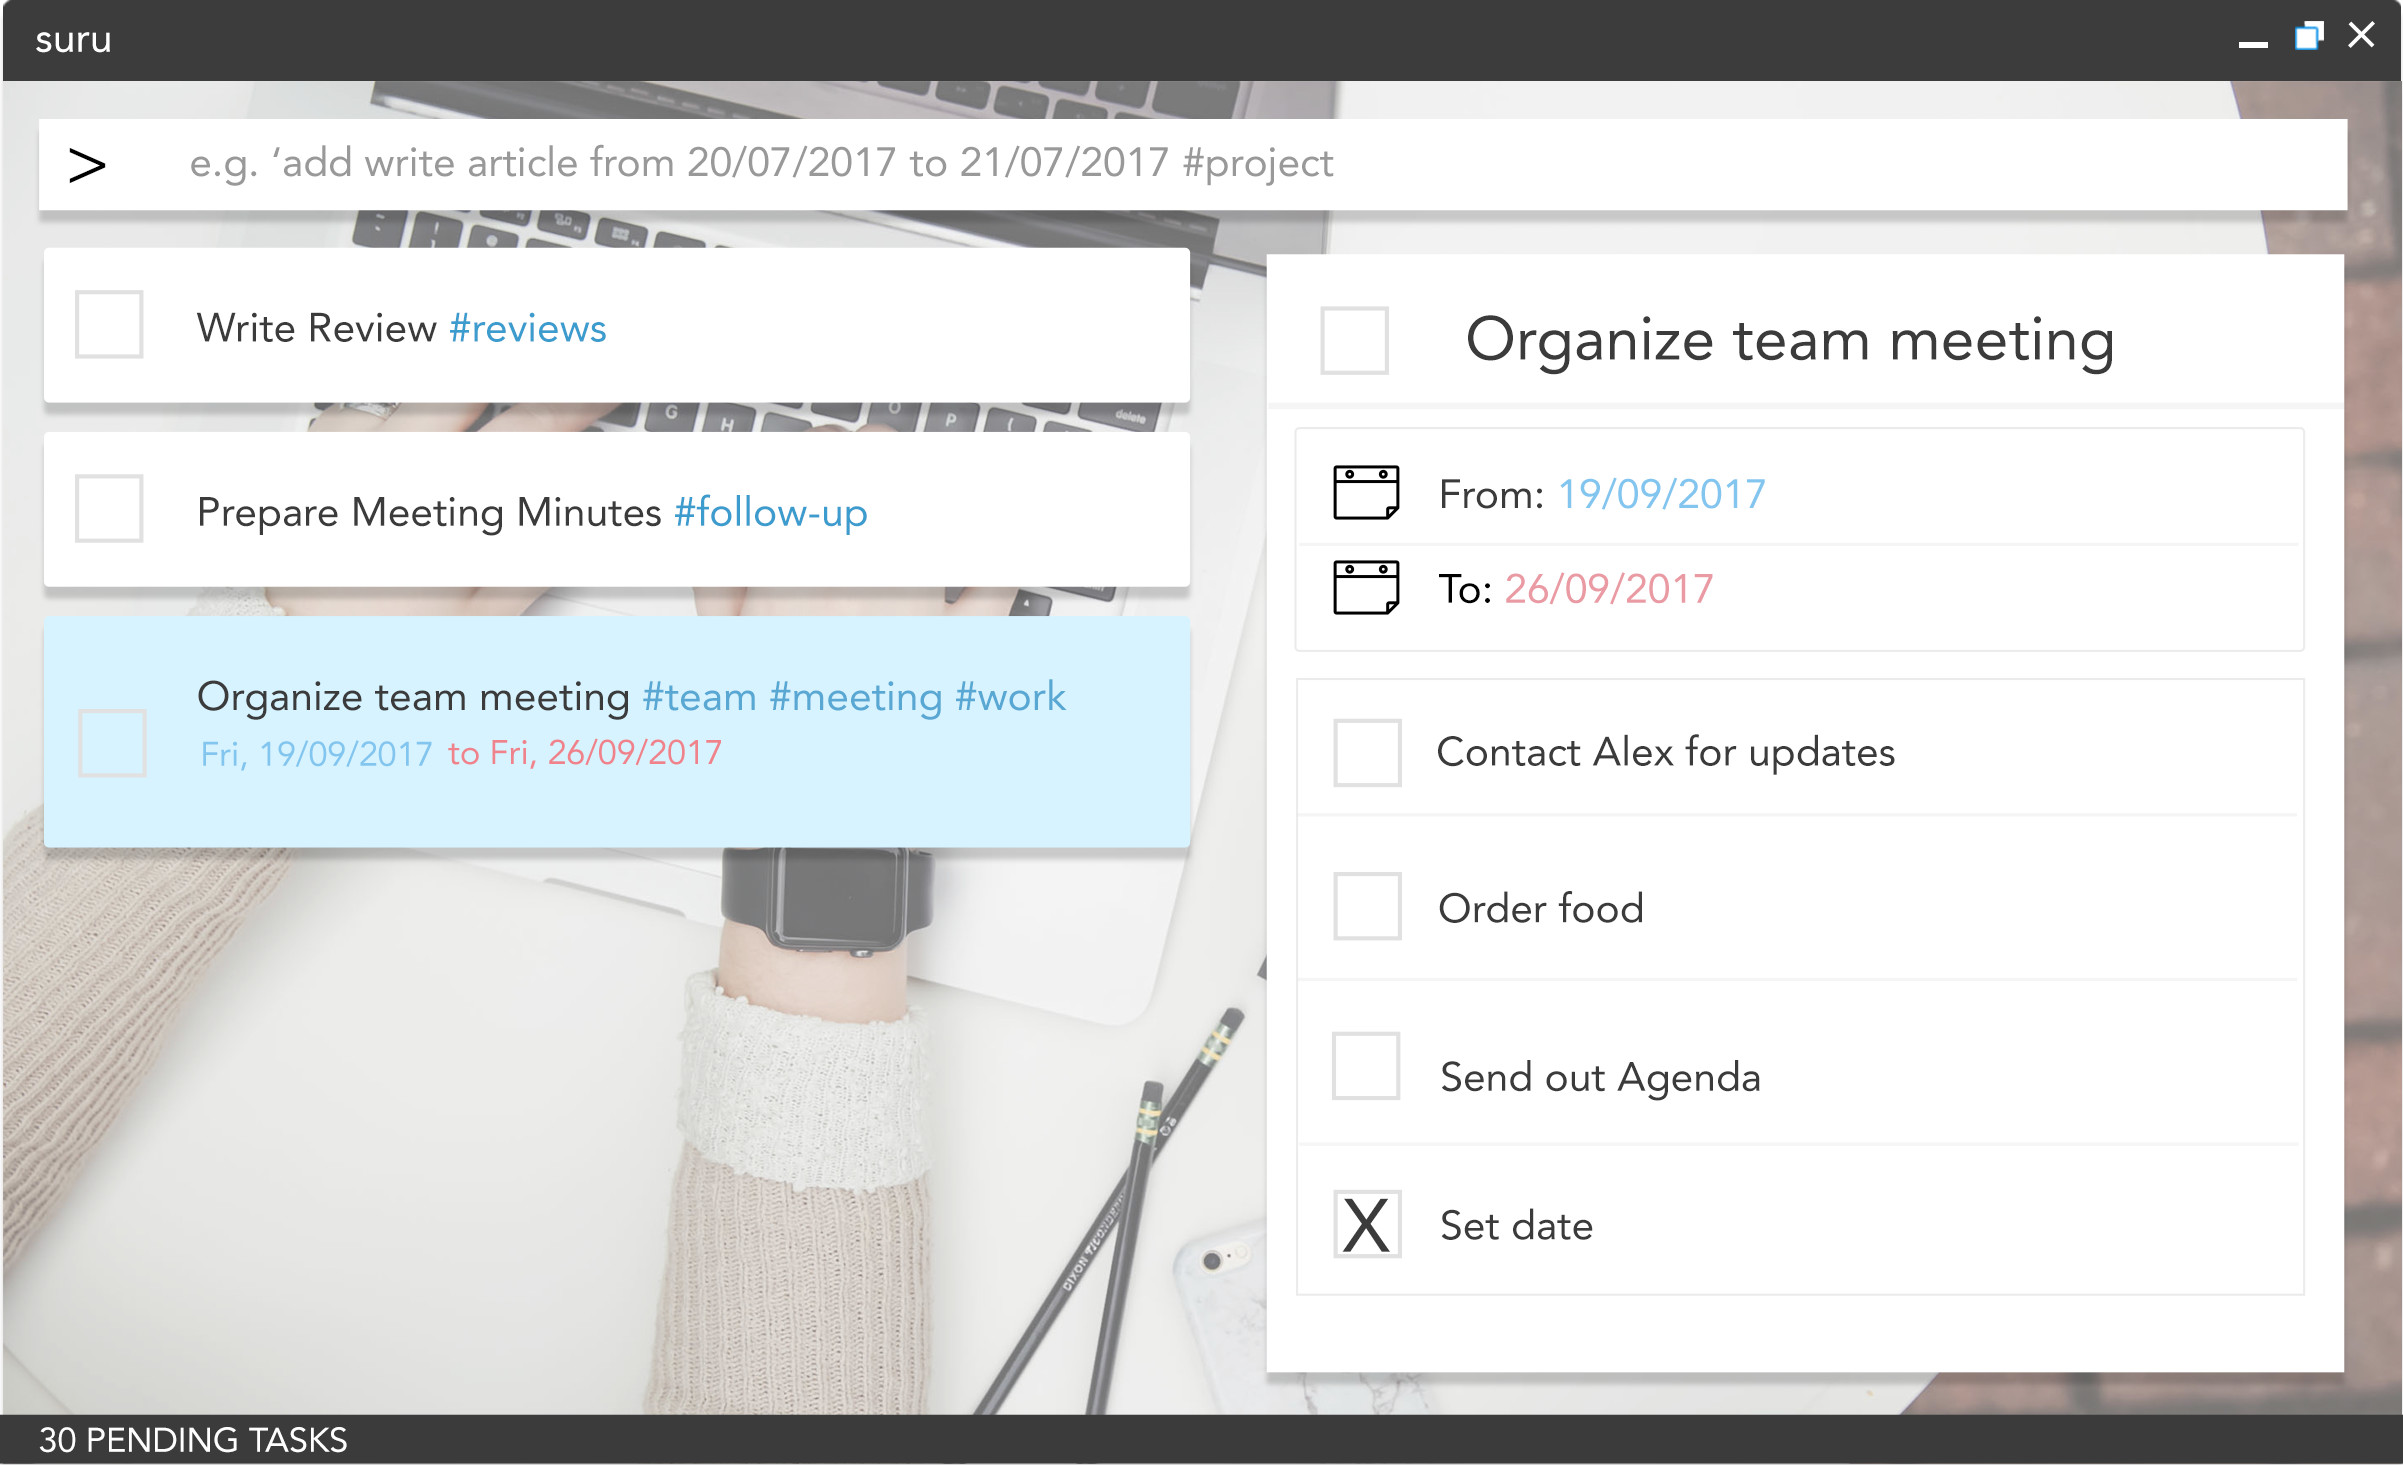 suru
> e.g. ‘add write article from 20/07/2017 to 21/07/2017 #project
Write Review #reviews
Prepare Meeting Minutes #follow-up
Organize team meeting #team #meeting #work
Fri, 19/09/2017 to Fri, 26/09/2017
Organize team meeting
From: 19/09/2017
To: 26/09/2017
Contact Alex for updates
Order food
Send out Agenda
X Set date
G H O P ( delete
DIXON TICONDEROGA
30 PENDING TASKS